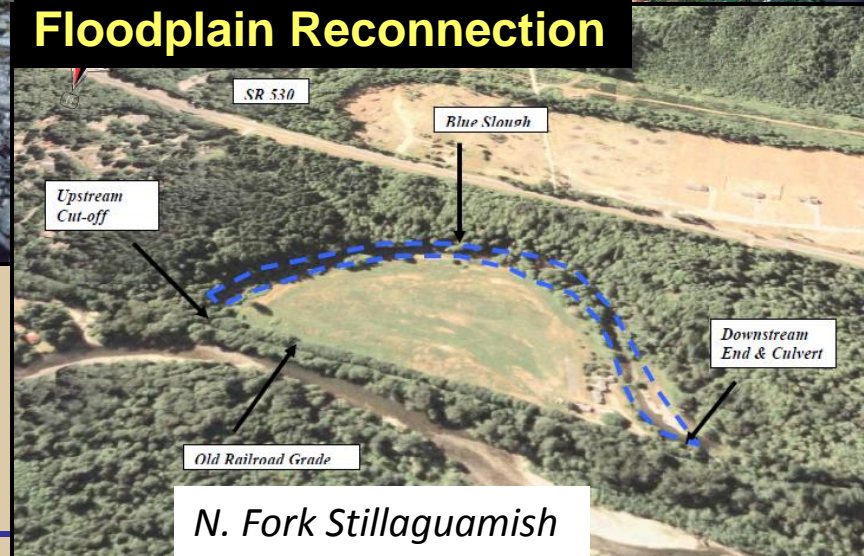 Floodplain Reconnection
SR 530
Blue Slough
Upstream
Cut-off
Downstream
End & Culvert
Old Railroad Grade
N. Fork Stillaguamish